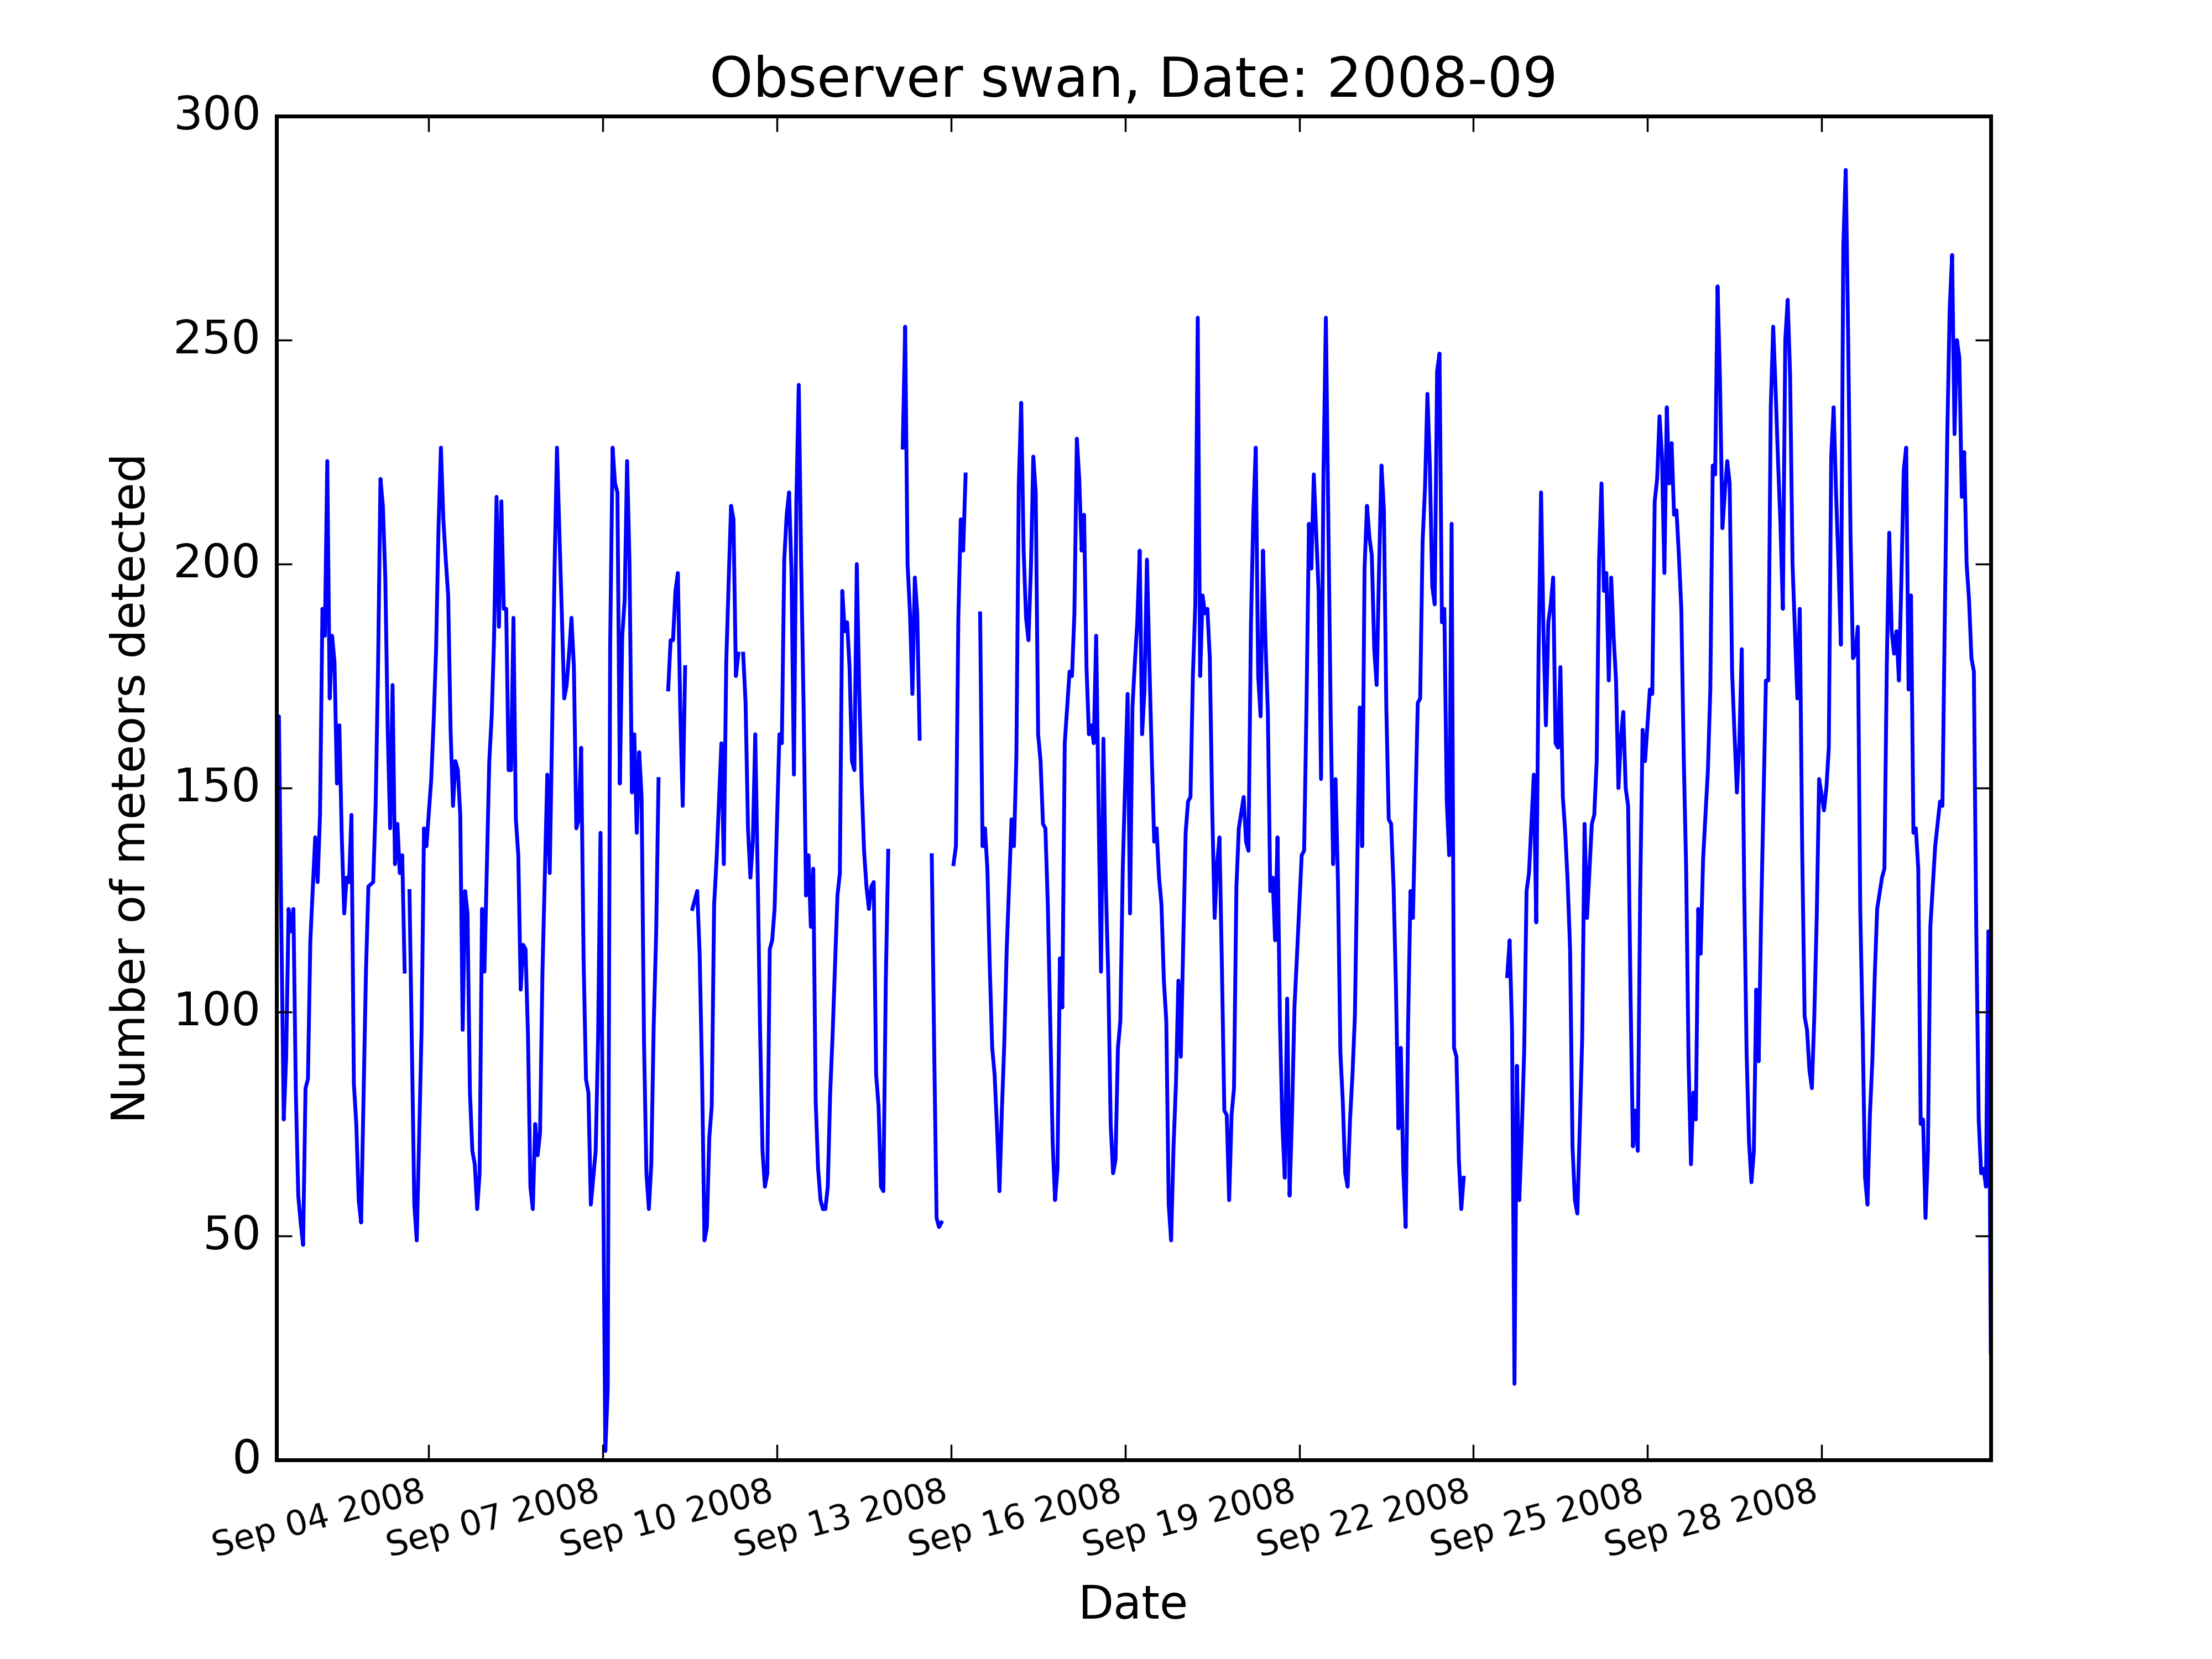 Observer swan, Date: 2008-09
Number of meteors detected
300
250
200
150
100
50
0
Sep 04 2008
Sep 07 2008
Sep 10 2008
Sep 13 2008
Sep 16 2008
Sep 19 2008
Sep 22 2008
Sep 25 2008
Sep 28 2008
Date